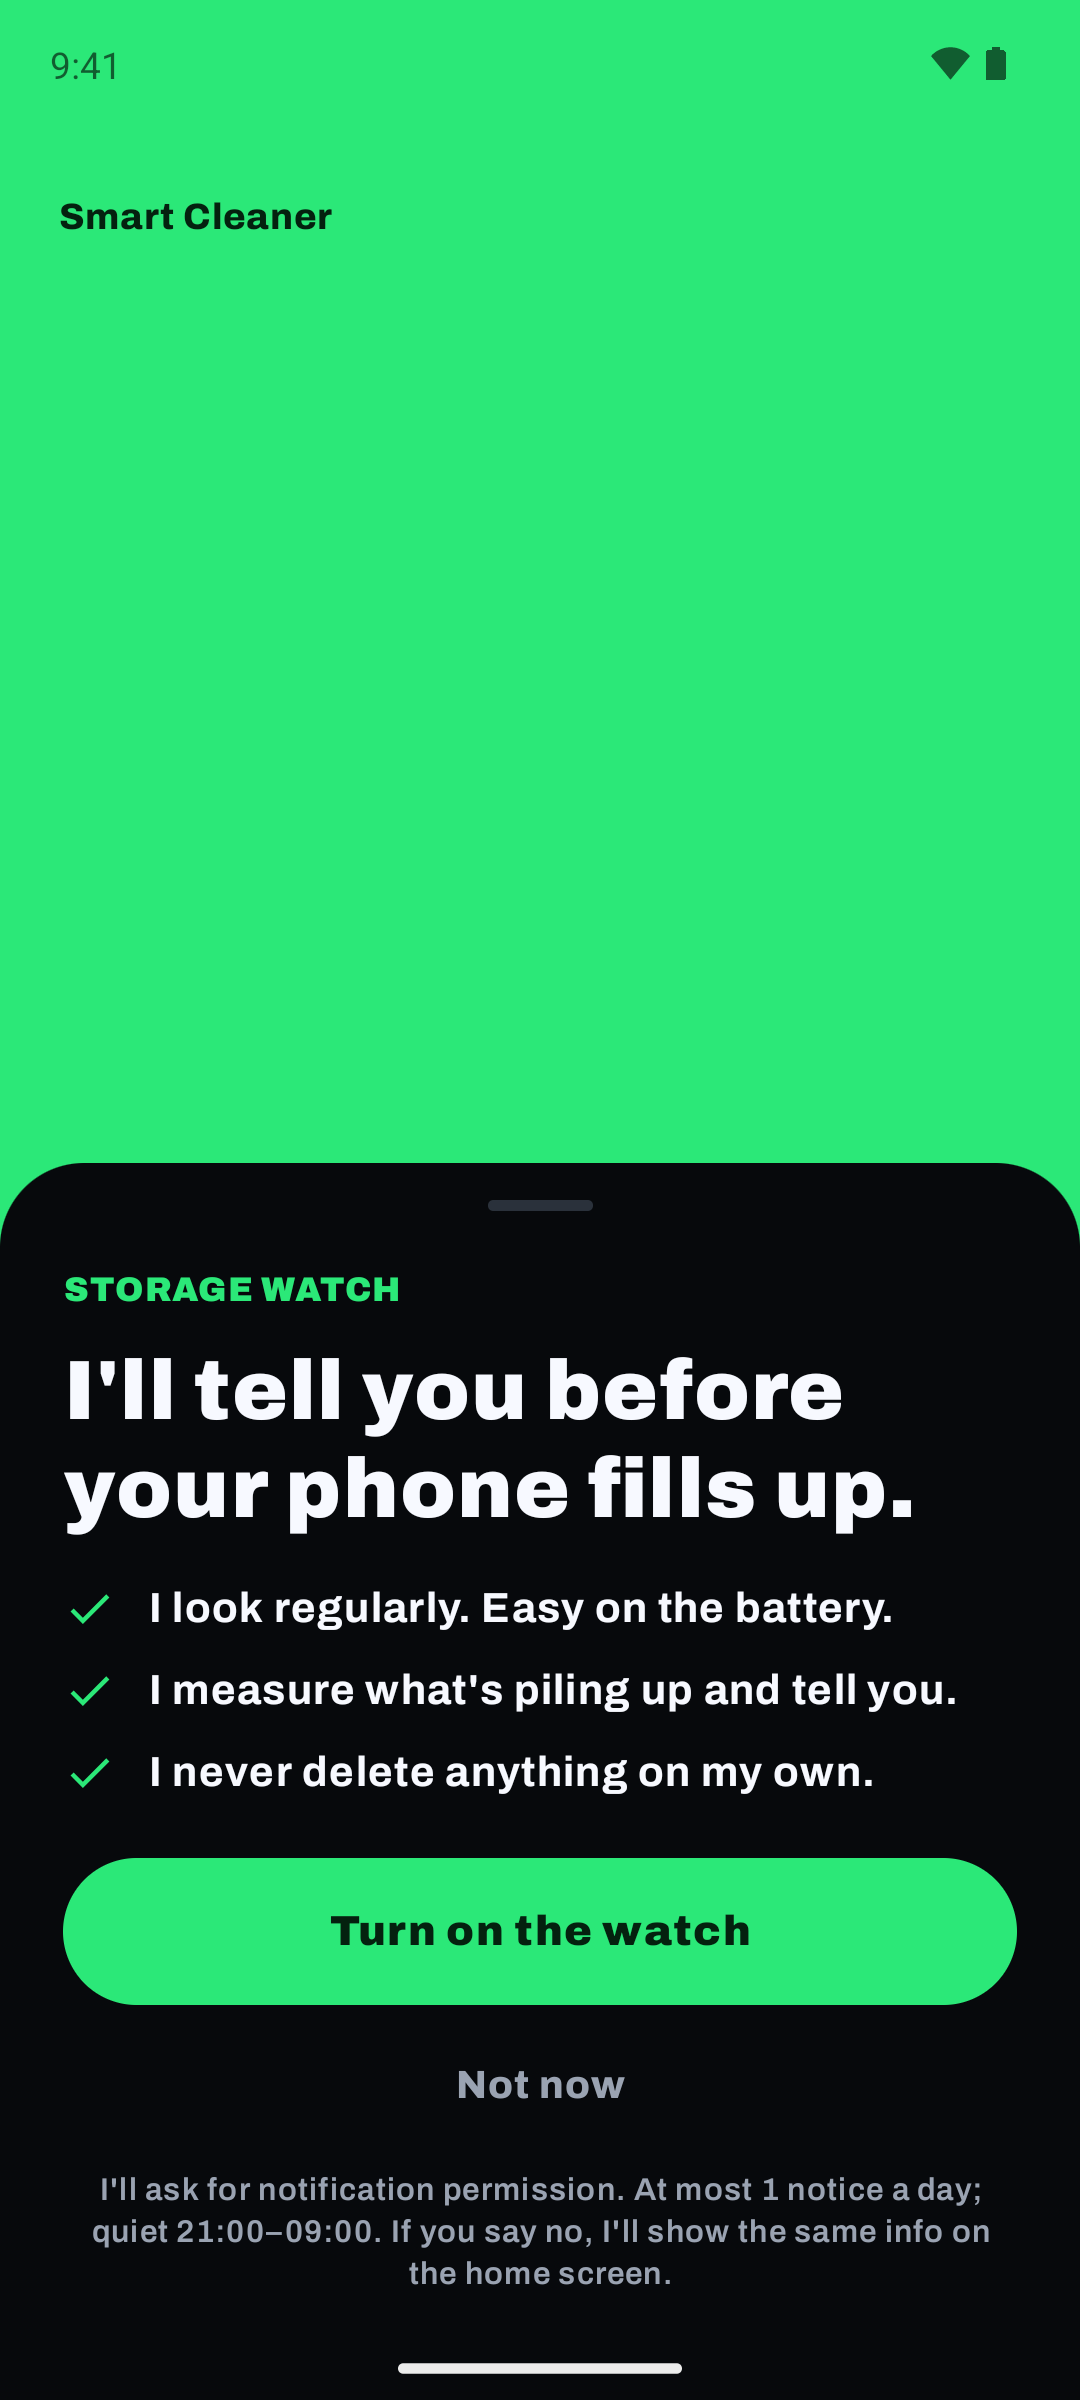 9:41
Smart Cleaner
STORAGE WATCH
I'll tell you before
your phone fills up.
I look regularly. Easy on the battery.
I measure what's piling up and tell you.
I never delete anything on my own.
Turn on the watch
Not now
I'll ask for notification permission. At most 1 notice a day;
quiet 21:00–09:00. If you say no, I'll show the same info on
the home screen.